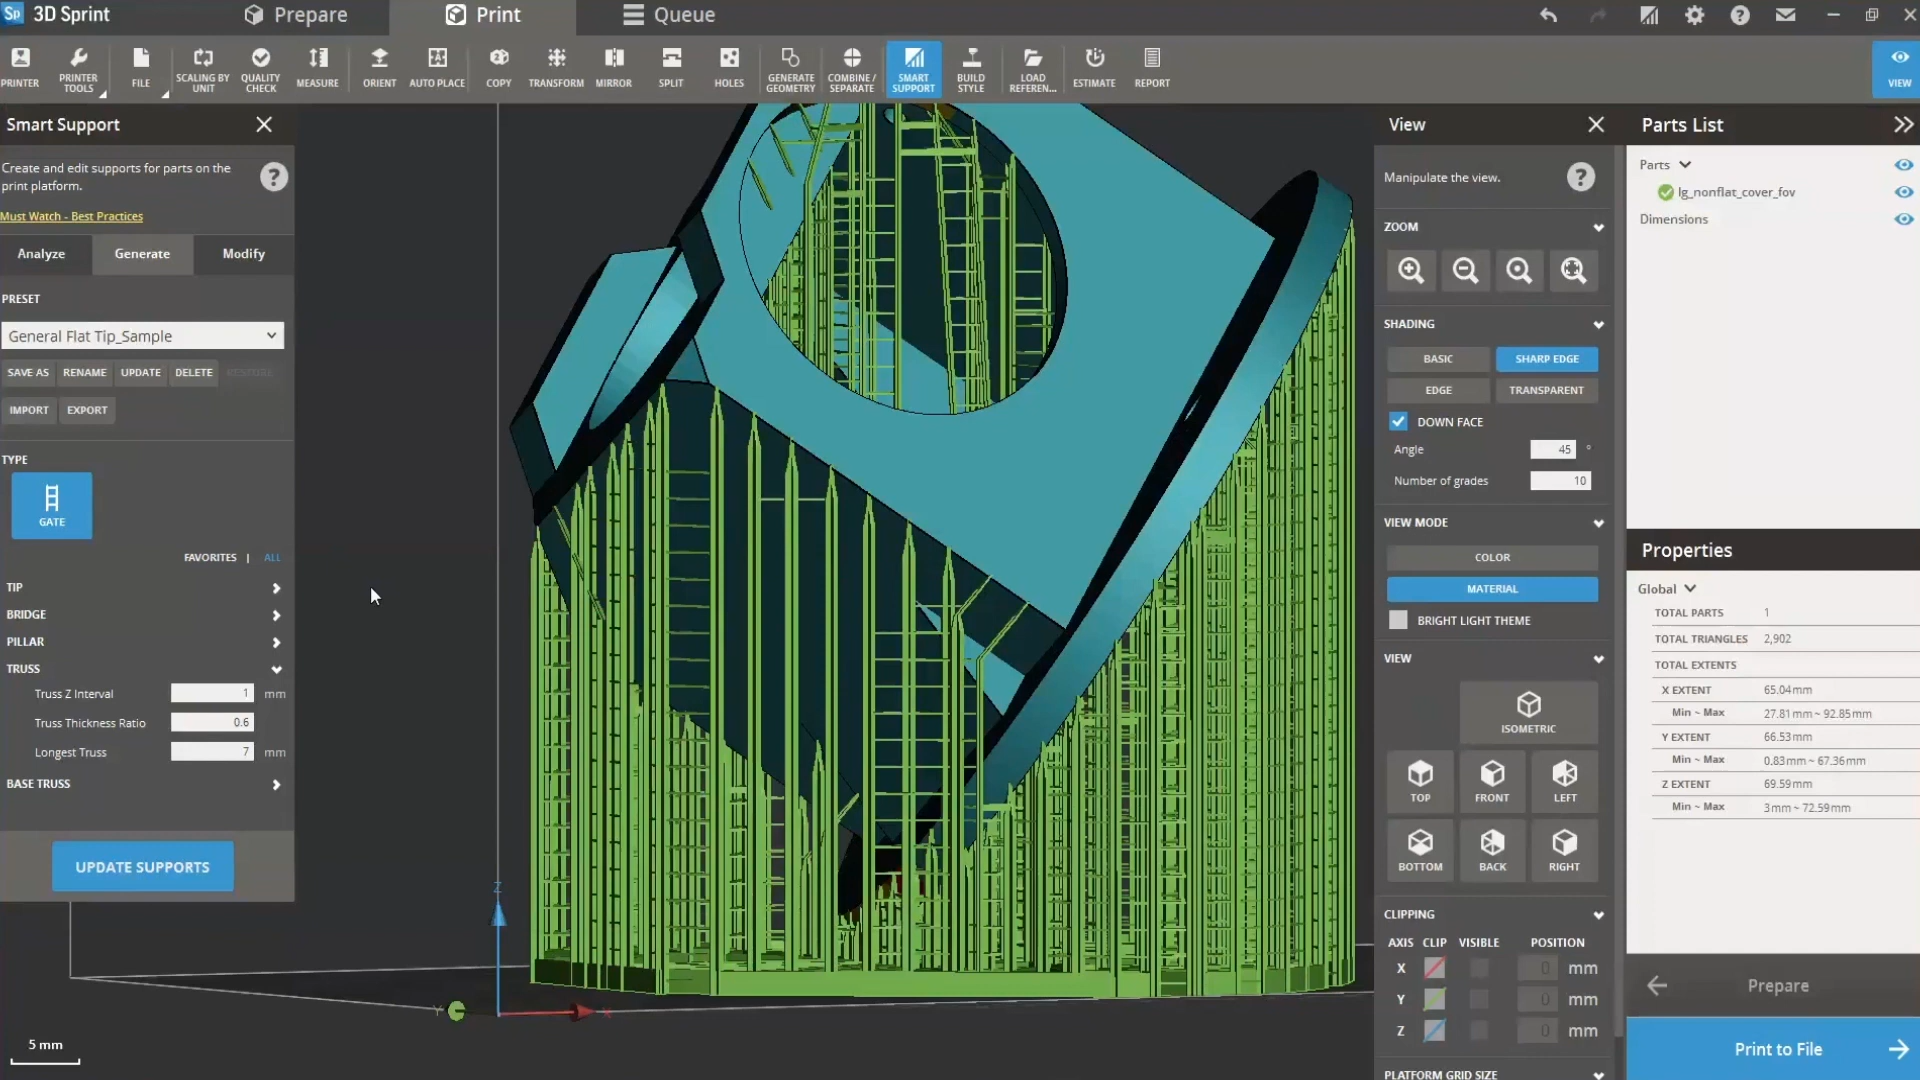 Sp 3D Sprint
Prepare
Print
Queue
PRINTER
PRINTER TOOLS
FILE
SCALING BY UNIT
QUALITY CHECK
MEASURE
ORIENT
AUTO PLACE
COPY
TRANSFORM
MIRROR
SPLIT
HOLES
GENERATE GEOMETRY
COMBINE / SEPARATE
SMART SUPPORT
BUILD STYLE
LOAD REFEREN...
ESTIMATE
REPORT
VIEW
Smart Support
Create and edit supports for parts on the
print platform.
Must Watch - Best Practices
Analyze
Generate
Modify
PRESET
General Flat Tip_Sample
SAVE AS
RENAME
UPDATE
DELETE
RESTORE
IMPORT
EXPORT
TYPE
GATE
FAVORITES | ALL
TIP
BRIDGE
PILLAR
TRUSS
Truss Z Interval 1 mm
Truss Thickness Ratio 0.6
Longest Truss 7 mm
BASE TRUSS
UPDATE SUPPORTS
Z
Y
X
5 mm
View
Manipulate the view.
ZOOM
SHADING
BASIC
SHARP EDGE
EDGE
TRANSPARENT
DOWN FACE
Angle 45 °
Number of grades 10
VIEW MODE
COLOR
MATERIAL
BRIGHT LIGHT THEME
VIEW
ISOMETRIC
TOP
FRONT
LEFT
BOTTOM
BACK
RIGHT
CLIPPING
AXIS CLIP VISIBLE POSITION
X 0 mm
Y 0 mm
Z 0 mm
PLATFORM GRID SIZE
Parts List
Parts
lg_nonflat_cover_fov
Dimensions
Properties
Global
TOTAL PARTS 1
TOTAL TRIANGLES 2,902
TOTAL EXTENTS
X EXTENT 65.04mm
Min ~ Max 27.81mm ~ 92.85mm
Y EXTENT 66.53mm
Min ~ Max 0.83mm ~ 67.36mm
Z EXTENT 69.59mm
Min ~ Max 3mm ~ 72.59mm
Prepare
Print to File